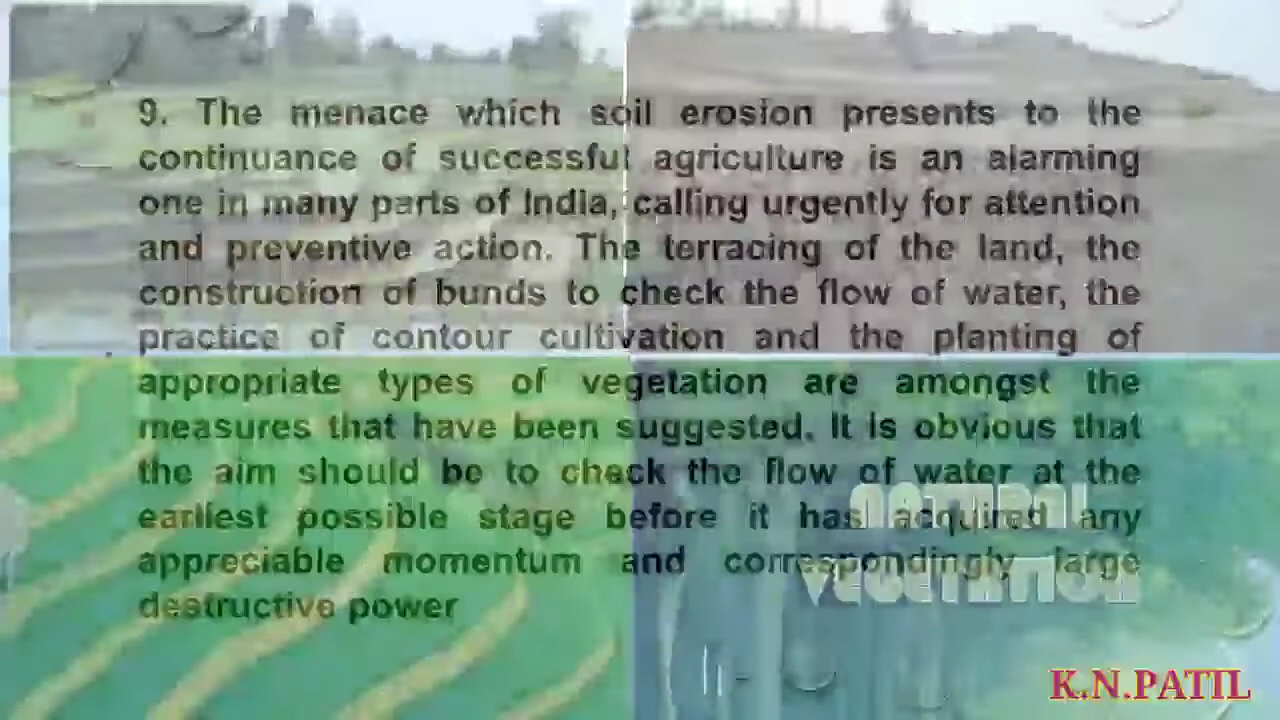 9. The menace which soil erosion presents to the
continuance of successful agriculture is an alarming
one in many parts of India, calling urgently for attention
and preventive action. The terracing of the land, the
construction of bunds to check the flow of water, the
practice of contour cultivation and the planting of
appropriate types of vegetation are amongst the
measures that have been suggested. It is obvious that
the aim should be to check the flow of water at the
earliest possible stage before it has acquired any
appreciable momentum and correspondingly large
destructive power
NATURAL
VEGETATION
K.N.PATIL